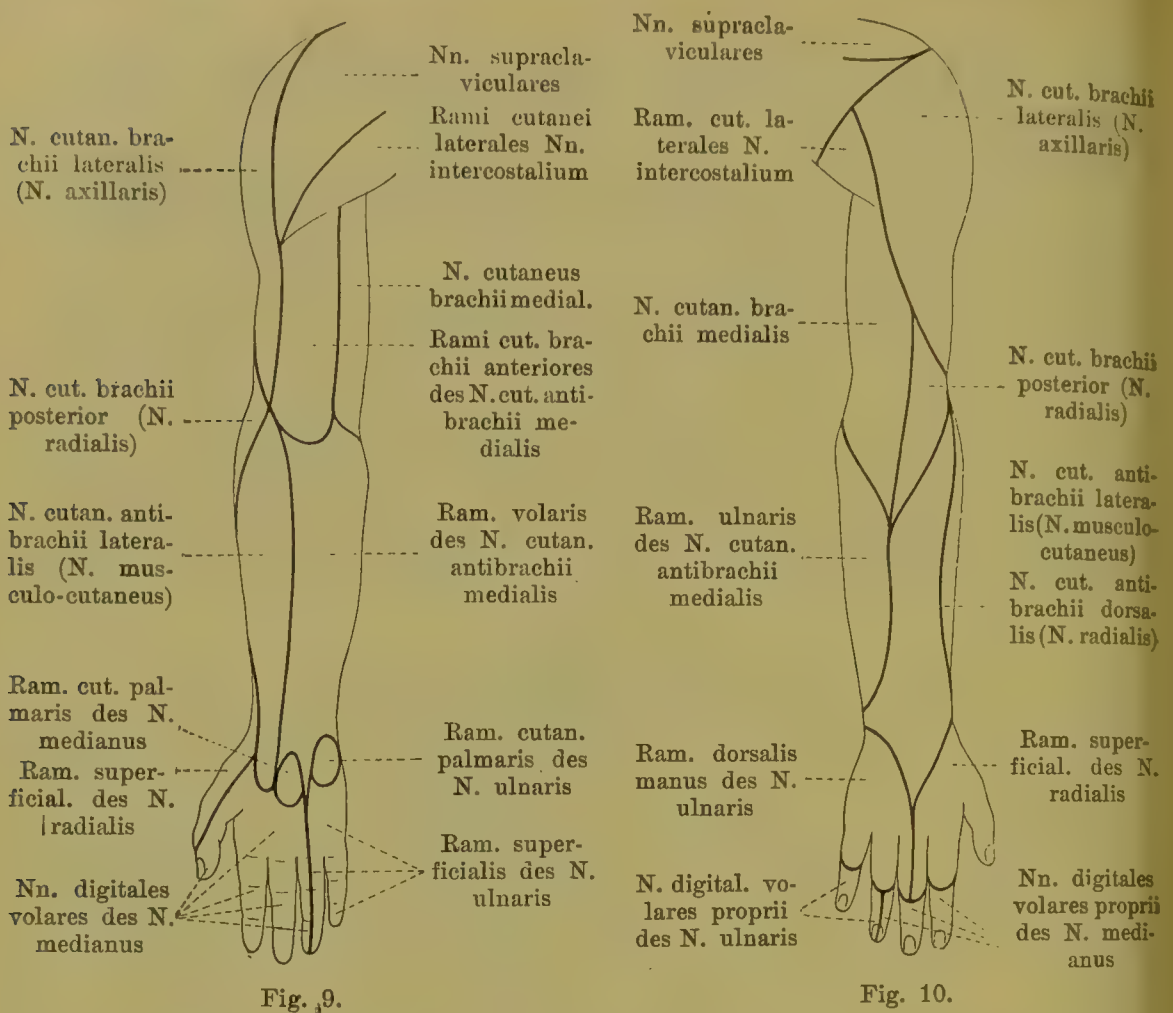 N. cutan. bra-
chii lateralis
(N. axillaris)
N. cut. brachii
posterior (N.
radialis)
N. cutan. anti-
brachii latera-
lis (N. mus-
culo-cutaneus)
Ram. cut. pal-
maris des N.
medianus
Ram. super-
ficial. des N.
radialis
Nn. digitales
volares des N.
medianus
Nn. supracla-
viculares
Rami cutanei
laterales Nn.
intercostalium
N. cutaneus
brachii medial.
Rami cut. bra-
chii anteriores
des N. cut. anti-
brachii me-
dialis
Ram. volaris
des N. cutan.
antibrachii
medialis
Ram. cutan.
palmaris des
N. ulnaris
Ram. super-
ficialis des N.
ulnaris
Fig. 9.
Nn. supracla-
viculares
Ram. cut. la-
terales N.
intercostalium
N. cutan. bra-
chii medialis
Ram. ulnaris
des N. cutan.
antibrachii
medialis
Ram. dorsalis
manus des N.
ulnaris
N. digital. vo-
lares proprii
des N. ulnaris
N. cut. brachii
lateralis (N.
axillaris)
N. cut. brachii
posterior (N.
radialis)
N. cut. anti-
brachii latera-
lis (N. musculo-
cutaneus)
N. cut. anti-
brachii dorsa-
lis (N. radialis)
Ram. super-
ficial. des N.
radialis
Nn. digitales
volares proprii
des N. medi-
anus
Fig. 10.